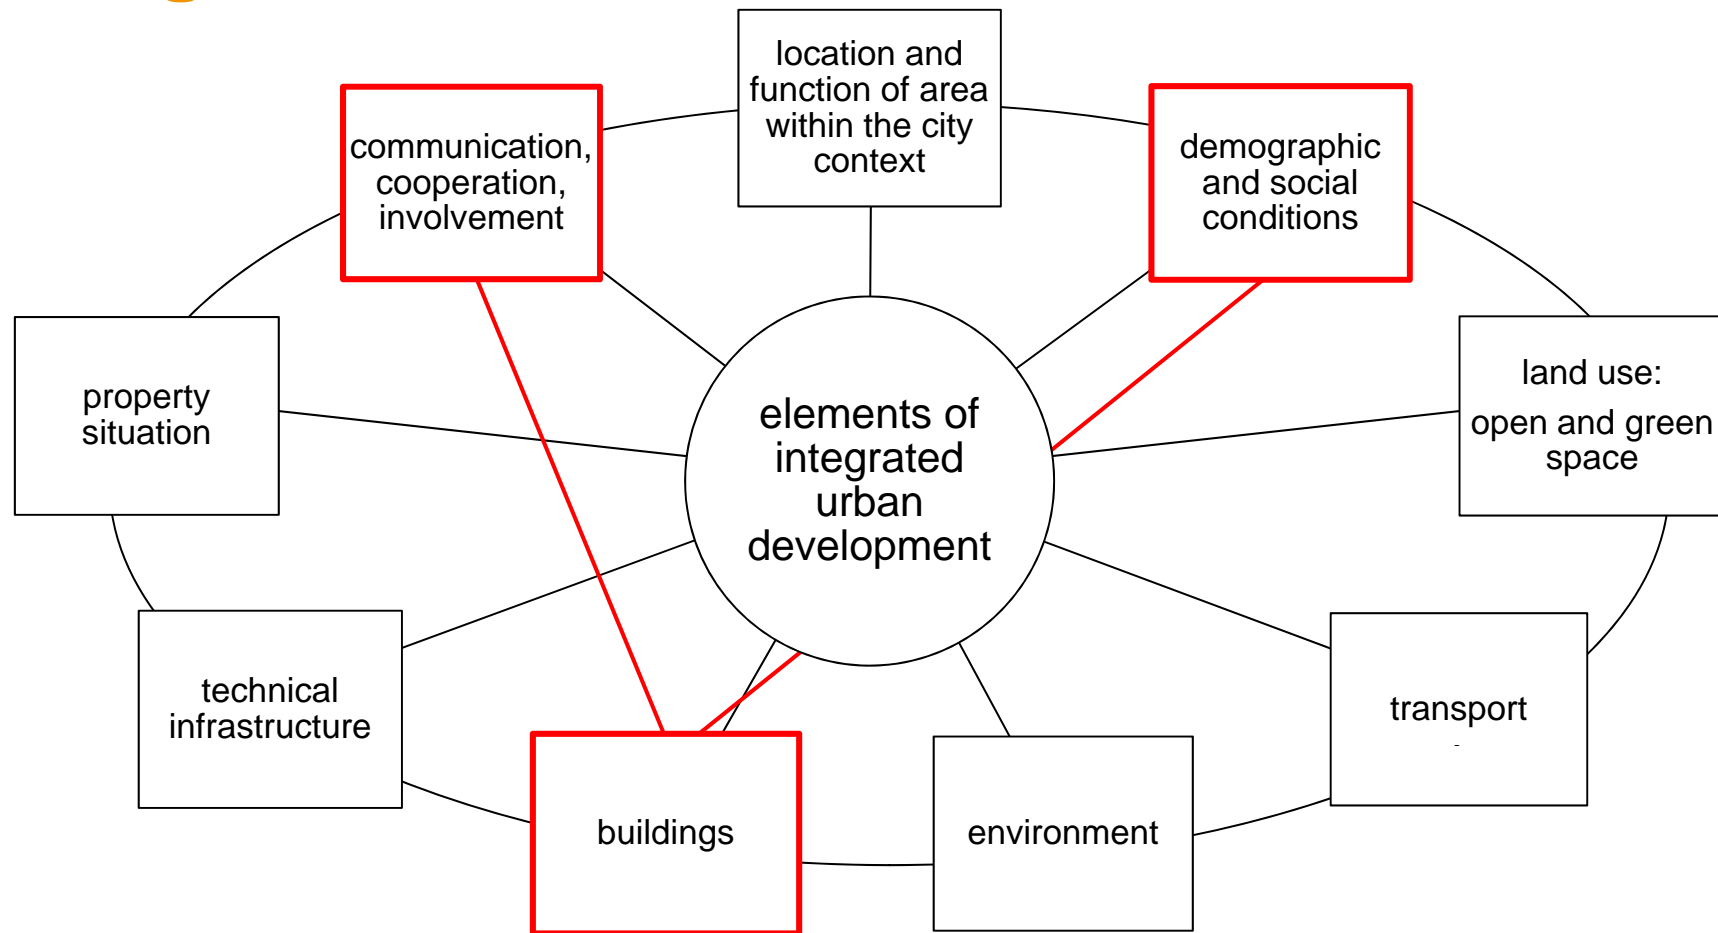 location and
function of area
within the city
context
communication,
cooperation,
involvement
demographic
and social
conditions
property
situation
land use:
open and green
space
elements of
integrated
urban
development
technical
infrastructure
transport
buildings
environment